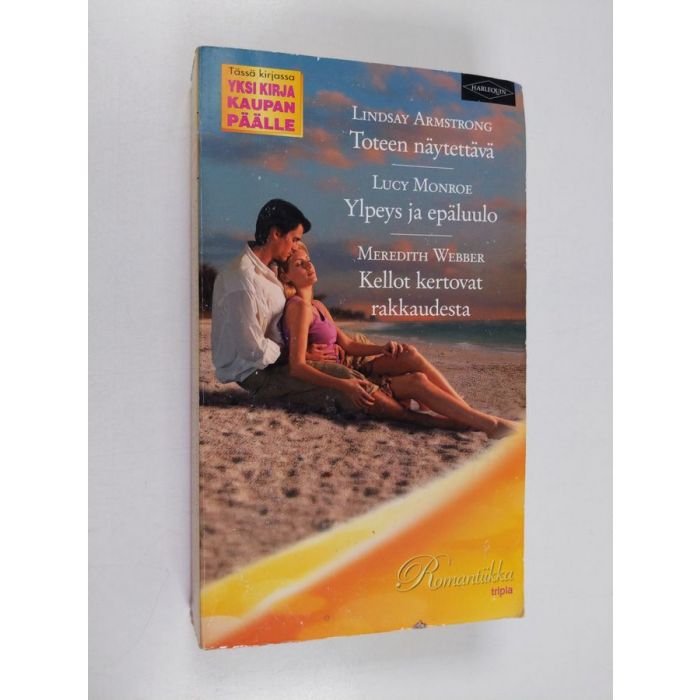 Tässä kirjassa
YKSI KIRJA
KAUPAN
PÄÄLLE
HARLEQUIN
LINDSAY ARMSTRONG
Toteen näytettävä
LUCY MONROE
Ylpeys ja epäluulo
MEREDITH WEBBER
Kellot kertovat
rakkaudesta
Romantiikka
tripla